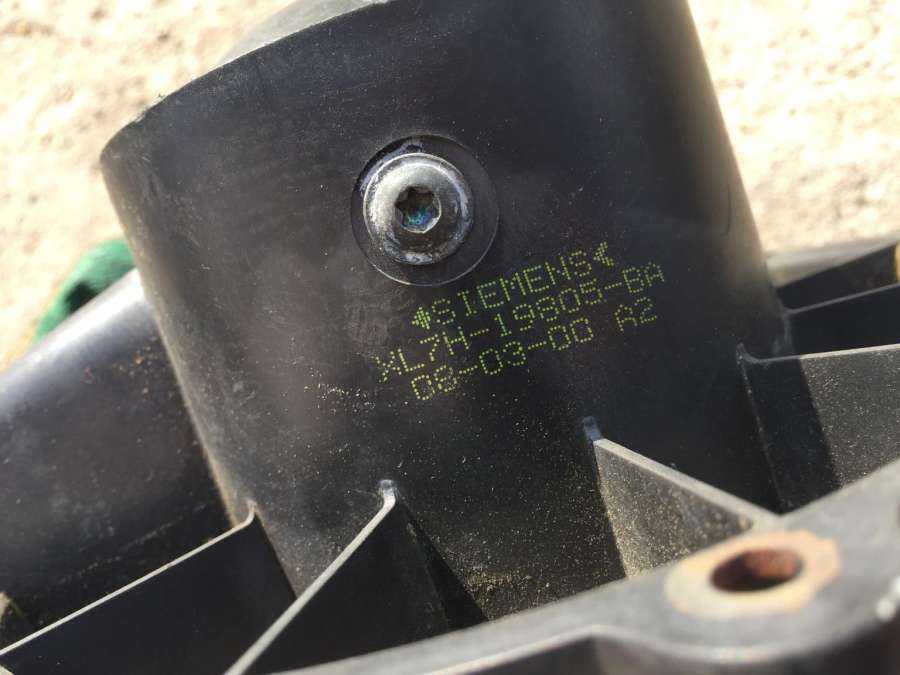 *SIEMENS<
XL7H-19805-BA
08-03-00 A2